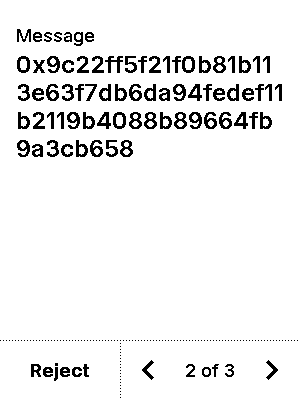 Message
0x9c22ff5f21f0b81b11
3e63f7db6da94fedef11
b2119b4088b89664fb
9a3cb658
Reject
2 of 3